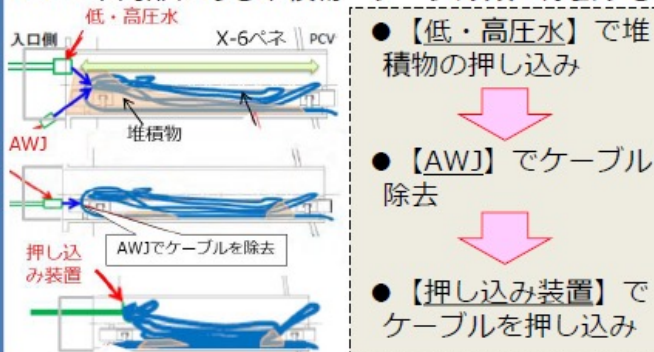 低・高圧水
入口側
X-6ペネ
PCV
堆積物
AWJ
AWJでケーブルを除去
押し込
み装置
●【低・高圧水】で堆
積物の押し込み
●【AWJ】でケーブル
除去
●【押し込み装置】で
ケーブルを押し込み